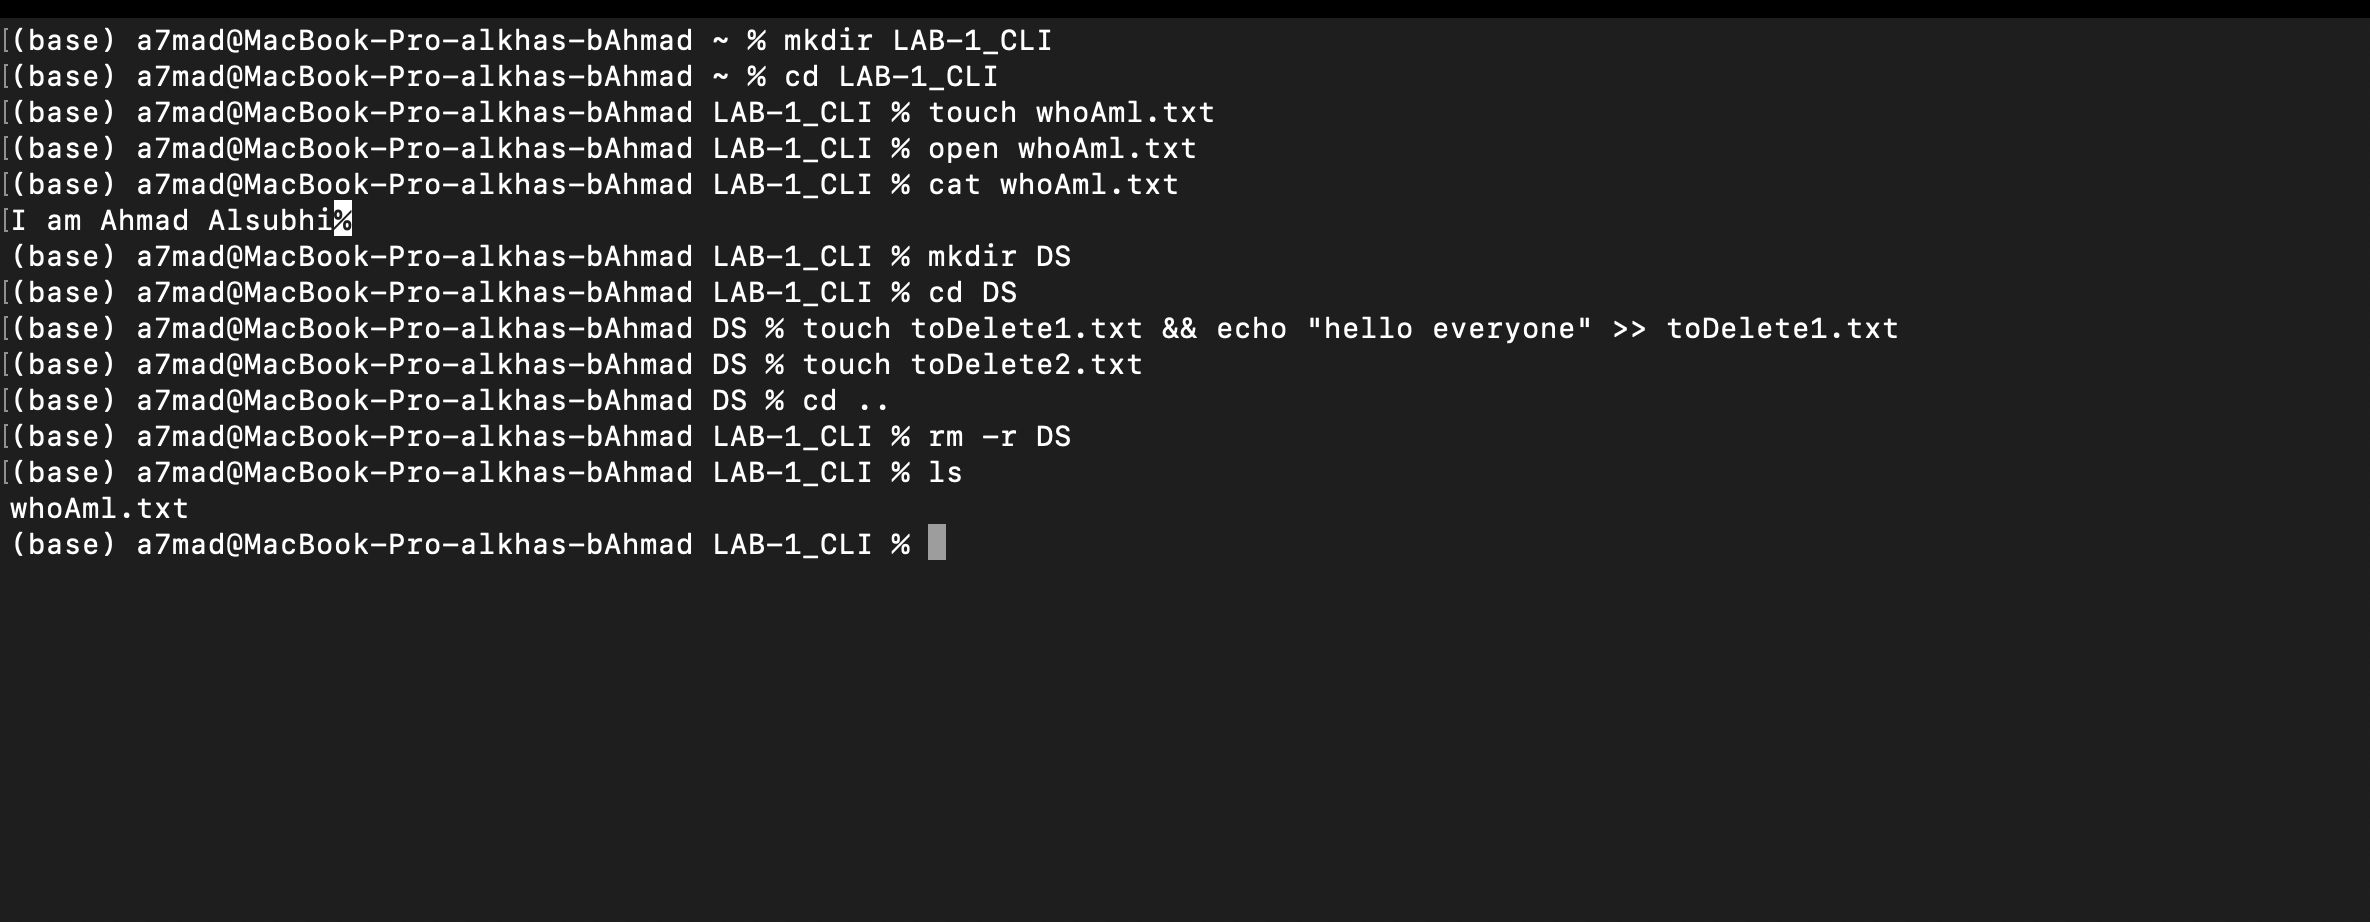 (base) a7mad@MacBook-Pro-alkhas-bAhmad ~ % mkdir LAB-1_CLI
(base) a7mad@MacBook-Pro-alkhas-bAhmad ~ % cd LAB-1_CLI
(base) a7mad@MacBook-Pro-alkhas-bAhmad LAB-1_CLI % touch whoAml.txt
(base) a7mad@MacBook-Pro-alkhas-bAhmad LAB-1_CLI % open whoAml.txt
(base) a7mad@MacBook-Pro-alkhas-bAhmad LAB-1_CLI % cat whoAml.txt
I am Ahmad Alsubhi%
(base) a7mad@MacBook-Pro-alkhas-bAhmad LAB-1_CLI % mkdir DS
(base) a7mad@MacBook-Pro-alkhas-bAhmad LAB-1_CLI % cd DS
(base) a7mad@MacBook-Pro-alkhas-bAhmad DS % touch toDelete1.txt && echo "hello everyone" >> toDelete1.txt
(base) a7mad@MacBook-Pro-alkhas-bAhmad DS % touch toDelete2.txt
(base) a7mad@MacBook-Pro-alkhas-bAhmad DS % cd ..
(base) a7mad@MacBook-Pro-alkhas-bAhmad LAB-1_CLI % rm -r DS
(base) a7mad@MacBook-Pro-alkhas-bAhmad LAB-1_CLI % ls
whoAml.txt
(base) a7mad@MacBook-Pro-alkhas-bAhmad LAB-1_CLI %